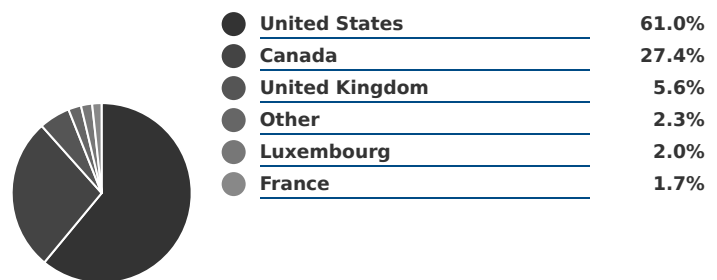 United States 61.0%
Canada 27.4%
United Kingdom 5.6%
Other 2.3%
Luxembourg 2.0%
France 1.7%